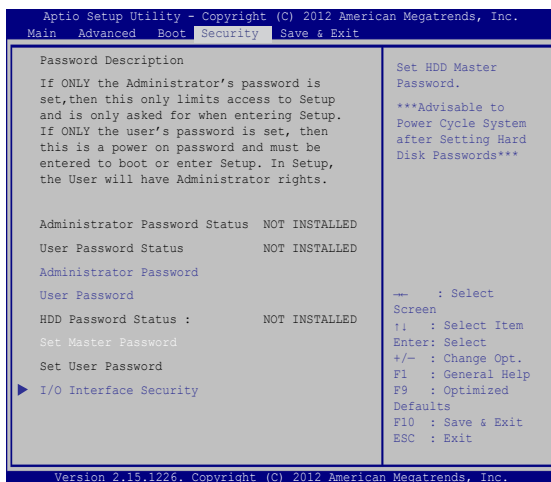 Aptio Setup Utility - Copyright (C) 2012 American Megatrends, Inc.
Main Advanced Boot Security Save & Exit
Password Description
If ONLY the Administrator's password is
set,then this only limits access to Setup
and is only asked for when entering Setup.
If ONLY the user's password is set, then
this is a power on password and must be
entered to boot or enter Setup. In Setup,
the User will have Administrator rights.
Administrator Password Status NOT INSTALLED
User Password Status NOT INSTALLED
Administrator Password
User Password
HDD Password Status : NOT INSTALLED
Set Master Password
Set User Password
I/O Interface Security
Set HDD Master
Password.
***Advisable to
Power Cycle System
after Setting Hard
Disk Passwords***
→← : Select
Screen
↑↓ : Select Item
Enter: Select
+/— : Change Opt.
F1 : General Help
F9 : Optimized
Defaults
F10 : Save & Exit
ESC : Exit
Version 2.15.1226. Copyright (C) 2012 American Megatrends, Inc.